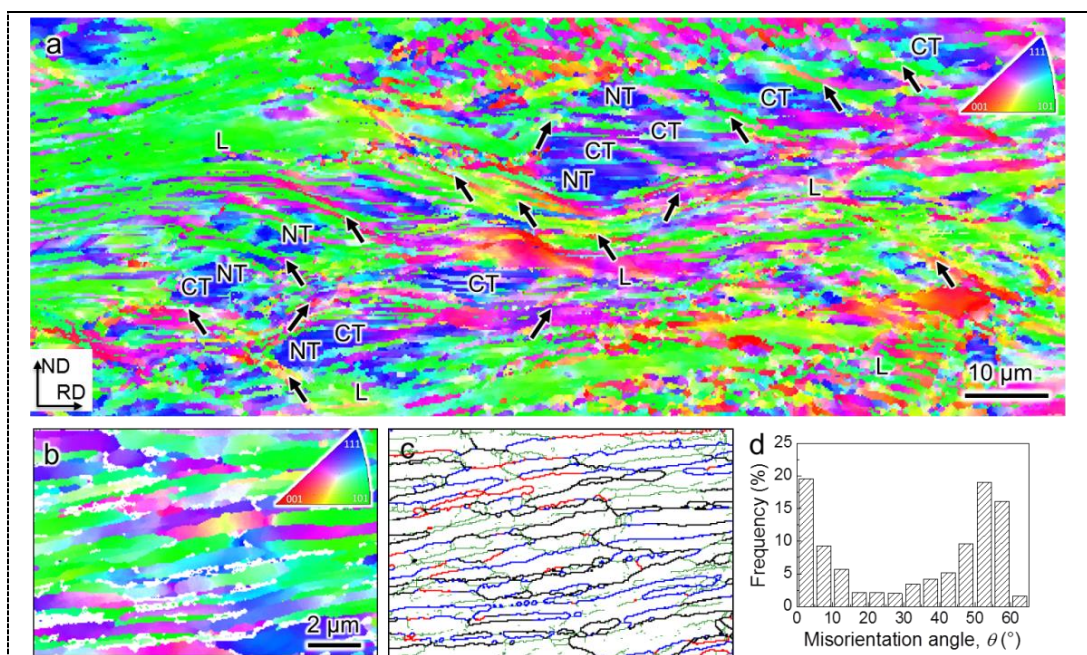 a
111
001
101
CT
NT
CT
CT
CT
NT
L
L
NT
NT
CT
CT
L
CT
NT
L
L
ND
RD
10 μm
b
111
001
101
2 μm
c
d
Frequency (%)
25
20
15
10
5
0
0 10 20 30 40 50 60
Misorientation angle, θ (°)